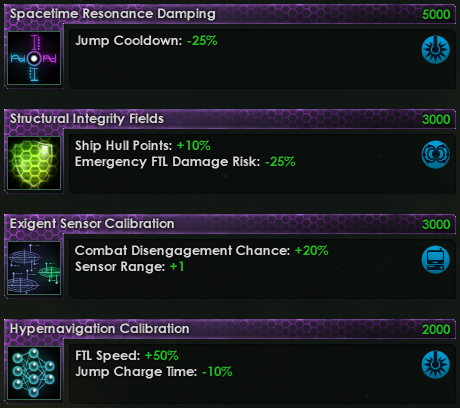 Spacetime Resonance Damping 5000
Jump Cooldown: -25%
Structural Integrity Fields 3000
Ship Hull Points: +10%
Emergency FTL Damage Risk: -25%
Exigent Sensor Calibration 3000
Combat Disengagement Chance: +20%
Sensor Range: +1
Hypernavigation Calibration 2000
FTL Speed: +50%
Jump Charge Time: -10%